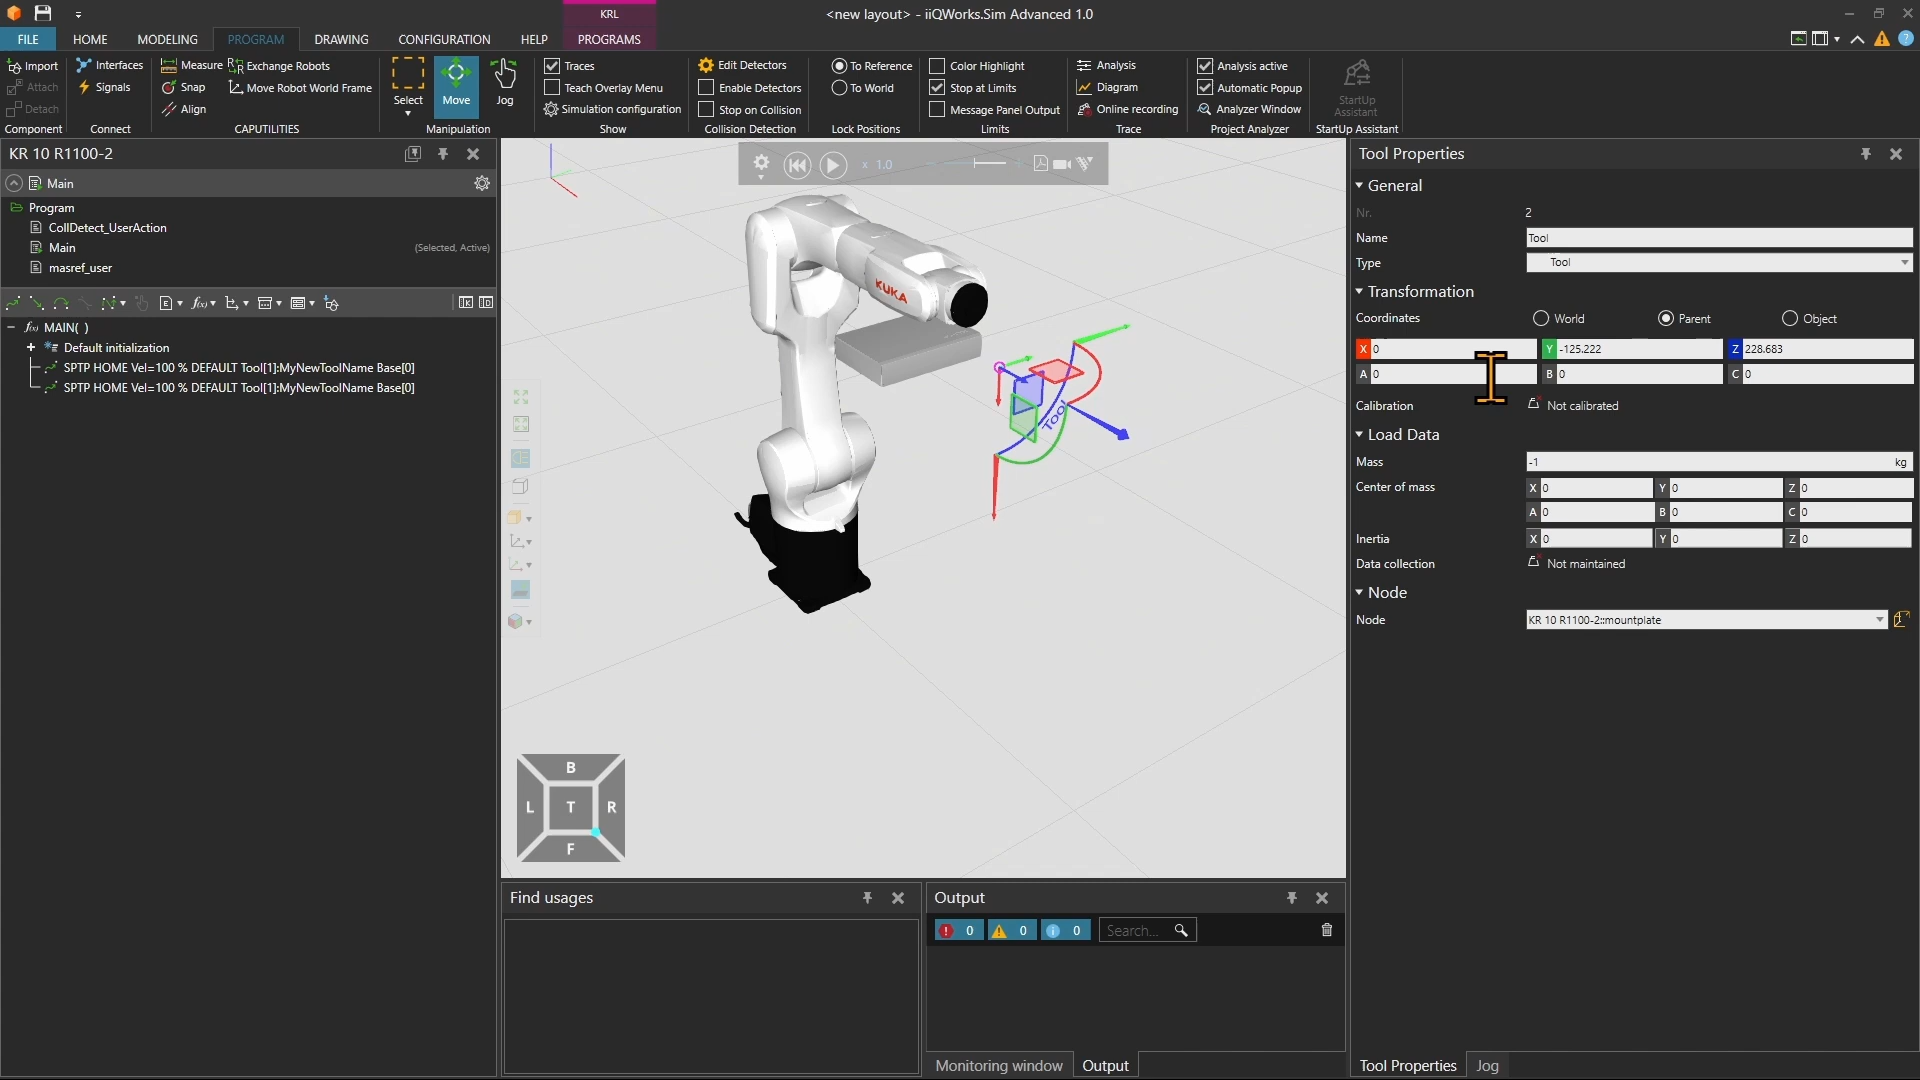 <new layout> - iiQWorks.Sim Advanced 1.0
KRL
FILE HOME MODELING PROGRAM DRAWING CONFIGURATION HELP PROGRAMS
Import Interfaces Measure Exchange Robots Traces Edit Detectors To Reference Color Highlight Analysis Analysis active
Attach Signals Snap Move Robot World Frame Select Move Jog Teach Overlay Menu Enable Detectors To World Stop at Limits Diagram Automatic Popup StartUp Assistant
Detach Align Simulation configuration Stop on Collision Message Panel Output Online recording Analyzer Window
Component Connect CAPUTILITIES Manipulation Show Collision Detection Lock Positions Limits Trace Project Analyzer StartUp Assistant
KR 10 R1100-2
Main
Program
CollDetect_UserAction
Main (Selected, Active)
masref_user
MAIN( )
Default initialization
SPTP HOME Vel=100 % DEFAULT Tool[1]:MyNewToolName Base[0]
SPTP HOME Vel=100 % DEFAULT Tool[1]:MyNewToolName Base[0]
x 1.0
KUKA
TOOL
B
L T R
F
Find usages
Output
0 0 0 Search...
Monitoring window Output
Tool Properties
General
Nr. 2
Name Tool
Type Tool
Transformation
Coordinates World Parent Object
X 0 Y -125.222 Z 228.683
A 0 B 0 C 0
Calibration Not calibrated
Load Data
Mass -1 kg
Center of mass X 0 Y 0 Z 0
A 0 B 0 C 0
Inertia X 0 Y 0 Z 0
Data collection Not maintained
Node
Node KR 10 R1100-2::mountplate
Tool Properties Jog